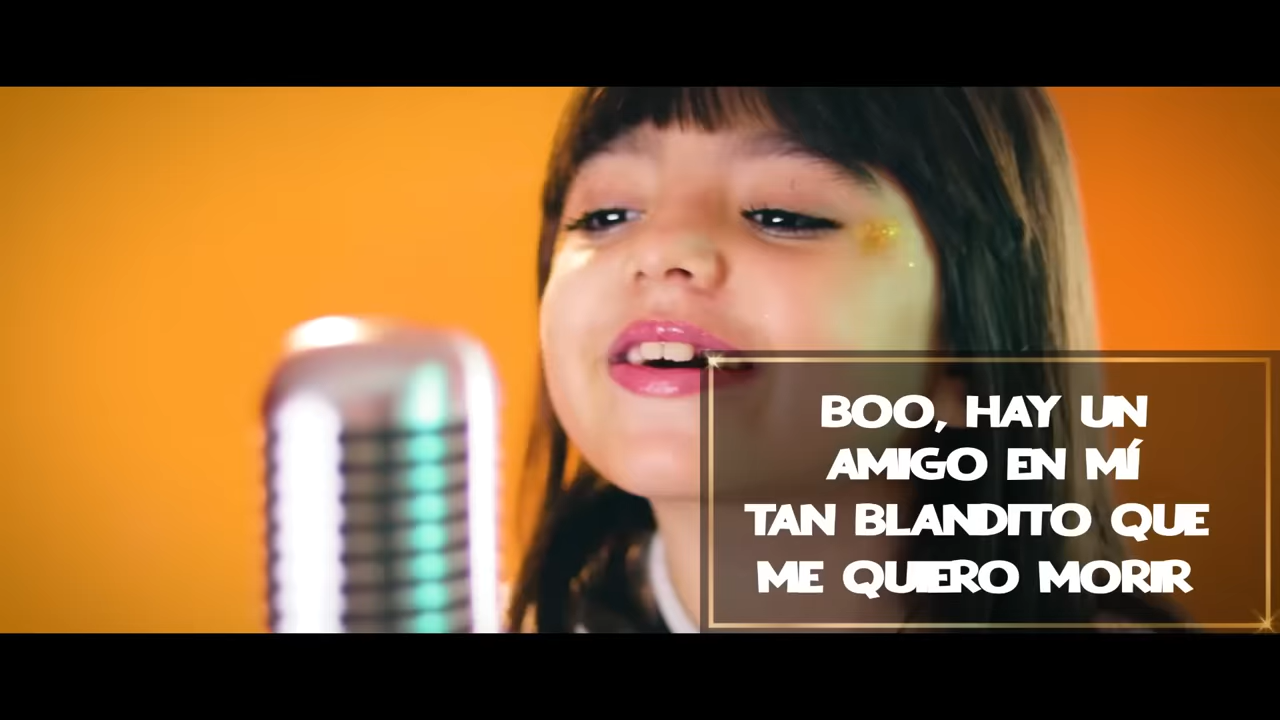 BOO, HAY UN
AMIGO EN MÍ
TAN BLANDITO QUE
ME QUIERO MORIR